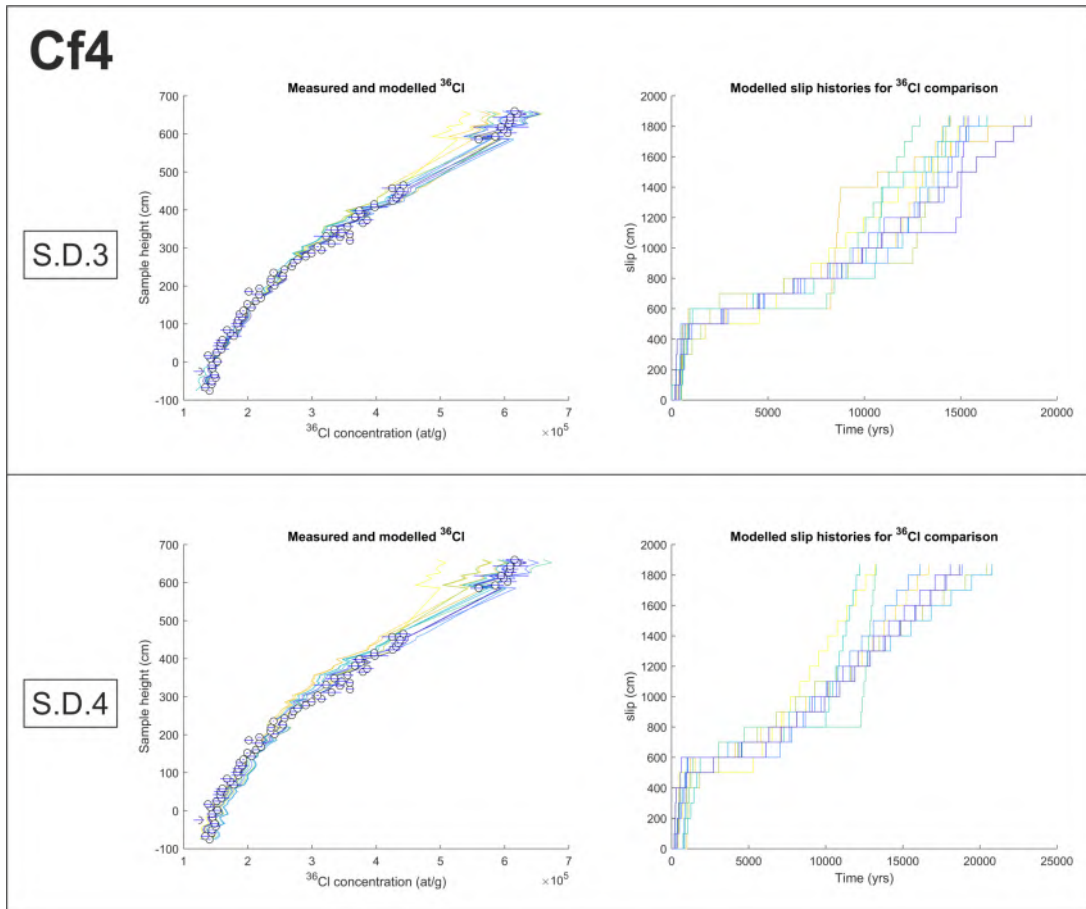 Cf4
S.D.3
Measured and modelled ³⁶Cl
Sample height (cm)
700
600
500
400
300
200
100
0
-100
1 2 3 4 5 6 7
³⁶Cl concentration (at/g)
×10⁵
Modelled slip histories for ³⁶Cl comparison
slip (cm)
2000
1800
1600
1400
1200
1000
800
600
400
200
0
0 5000 10000 15000 20000
Time (yrs)
S.D.4
Measured and modelled ³⁶Cl
Sample height (cm)
700
600
500
400
300
200
100
0
-100
1 2 3 4 5 6 7
³⁶Cl concentration (at/g)
×10⁵
Modelled slip histories for ³⁶Cl comparison
slip (cm)
2000
1800
1600
1400
1200
1000
800
600
400
200
0
0 5000 10000 15000 20000 25000
Time (yrs)